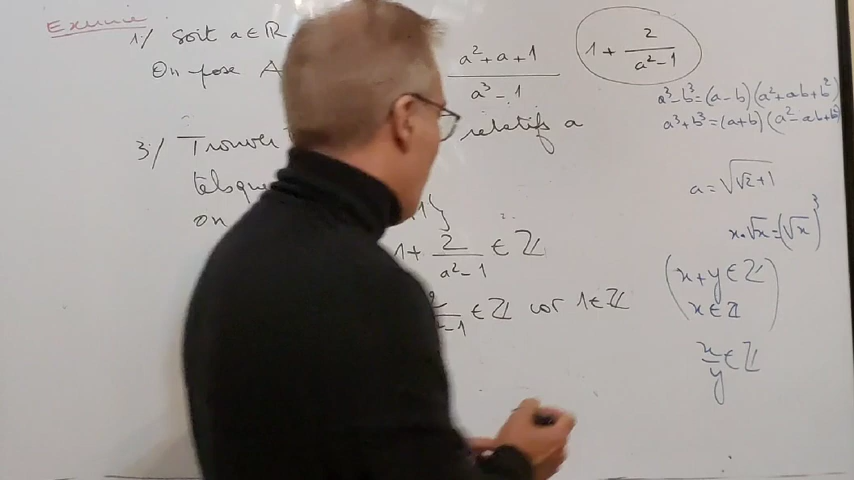 Exercice
1/ Soit a ∈ ℝ
On pose A
a² + a + 1 / a³ - 1
1 + 2/(a² - 1)
a³ - b³ = (a - b)(a² + ab + b²)
a³ + b³ = (a + b)(a² - ab + b²
3/ Trouver
relatifs a
tels que
on
1}
1 + 2/(a² - 1) ∈ ℤ
∈ ℤ car 1 ∈ ℤ
a = √(√2 + 1)
x·√x = (√x)³
(x + y ∈ ℤ
x ∈ ℤ)
x/y ∈ ℤ